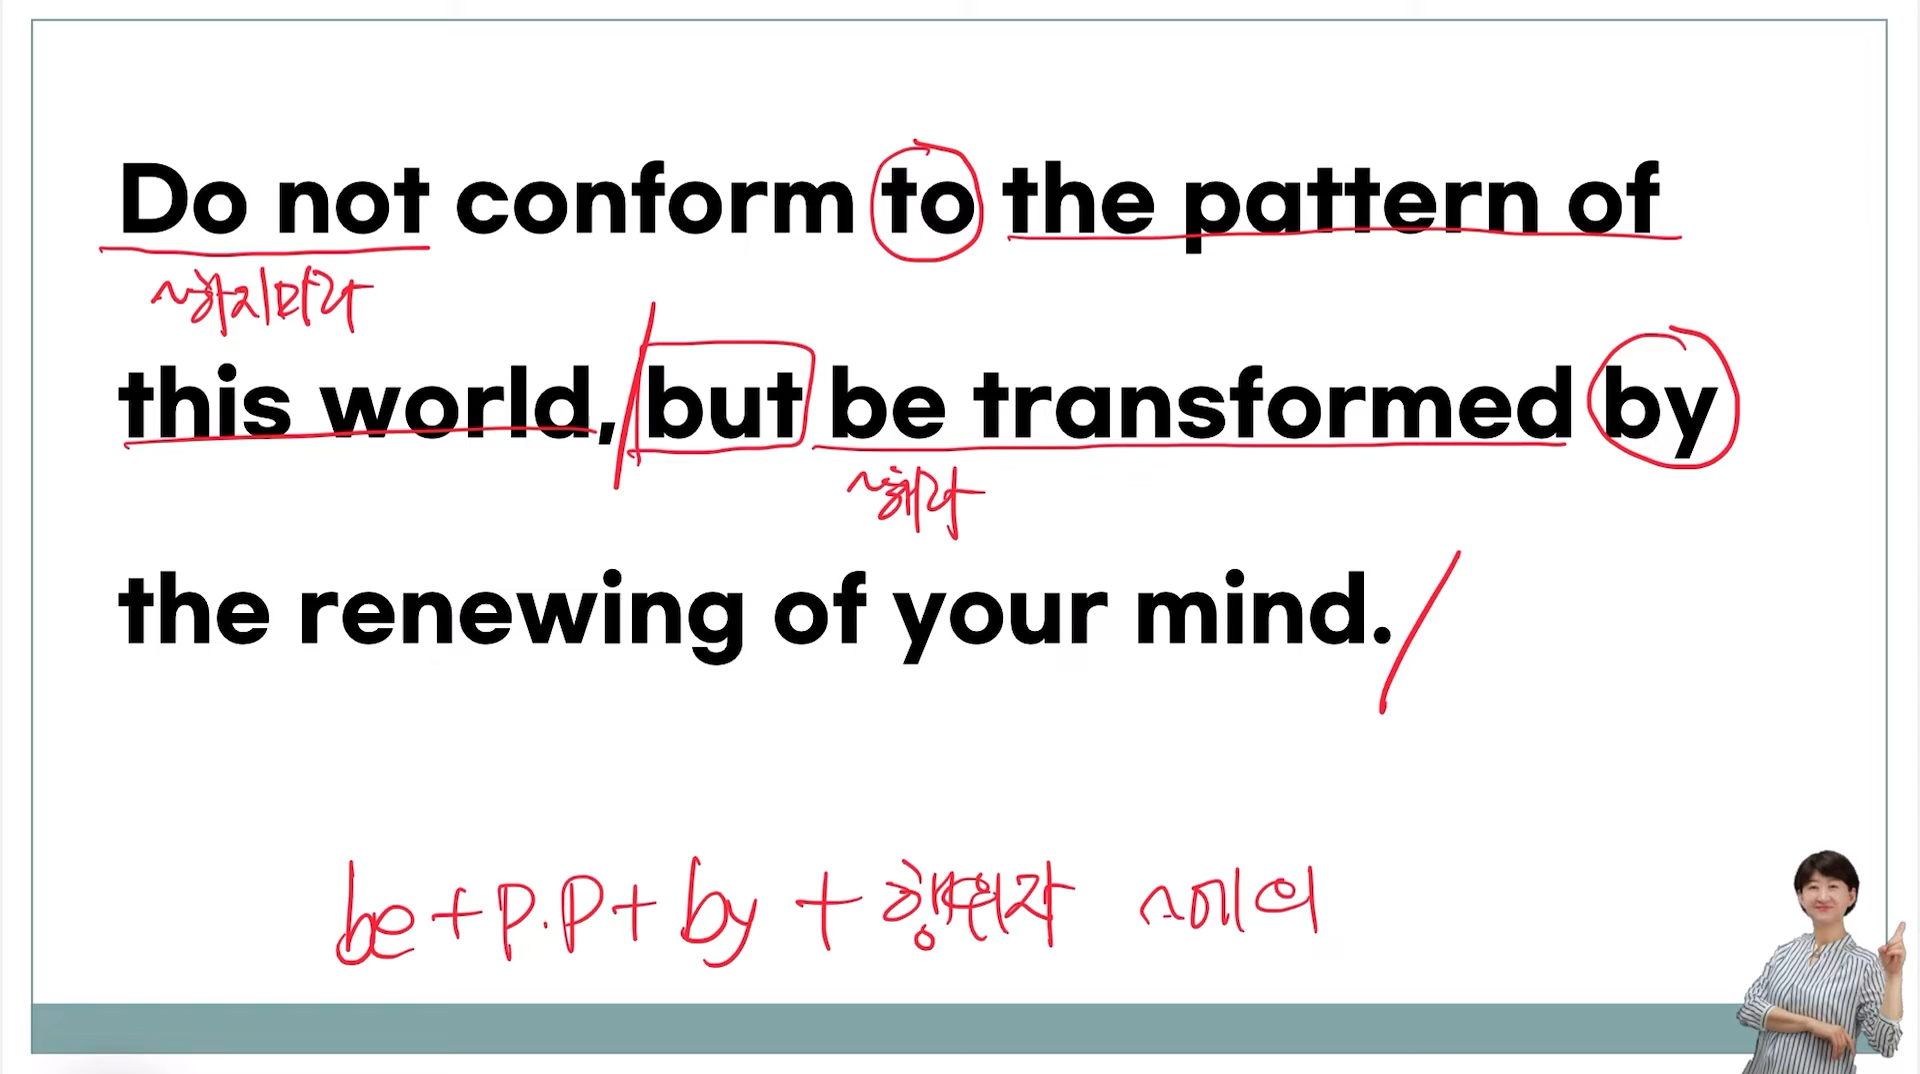 Do not conform to the pattern of
~하지마라
this world, but be transformed by
~해라
the renewing of your mind.
be+P.P+ by + 행위자 ~에의